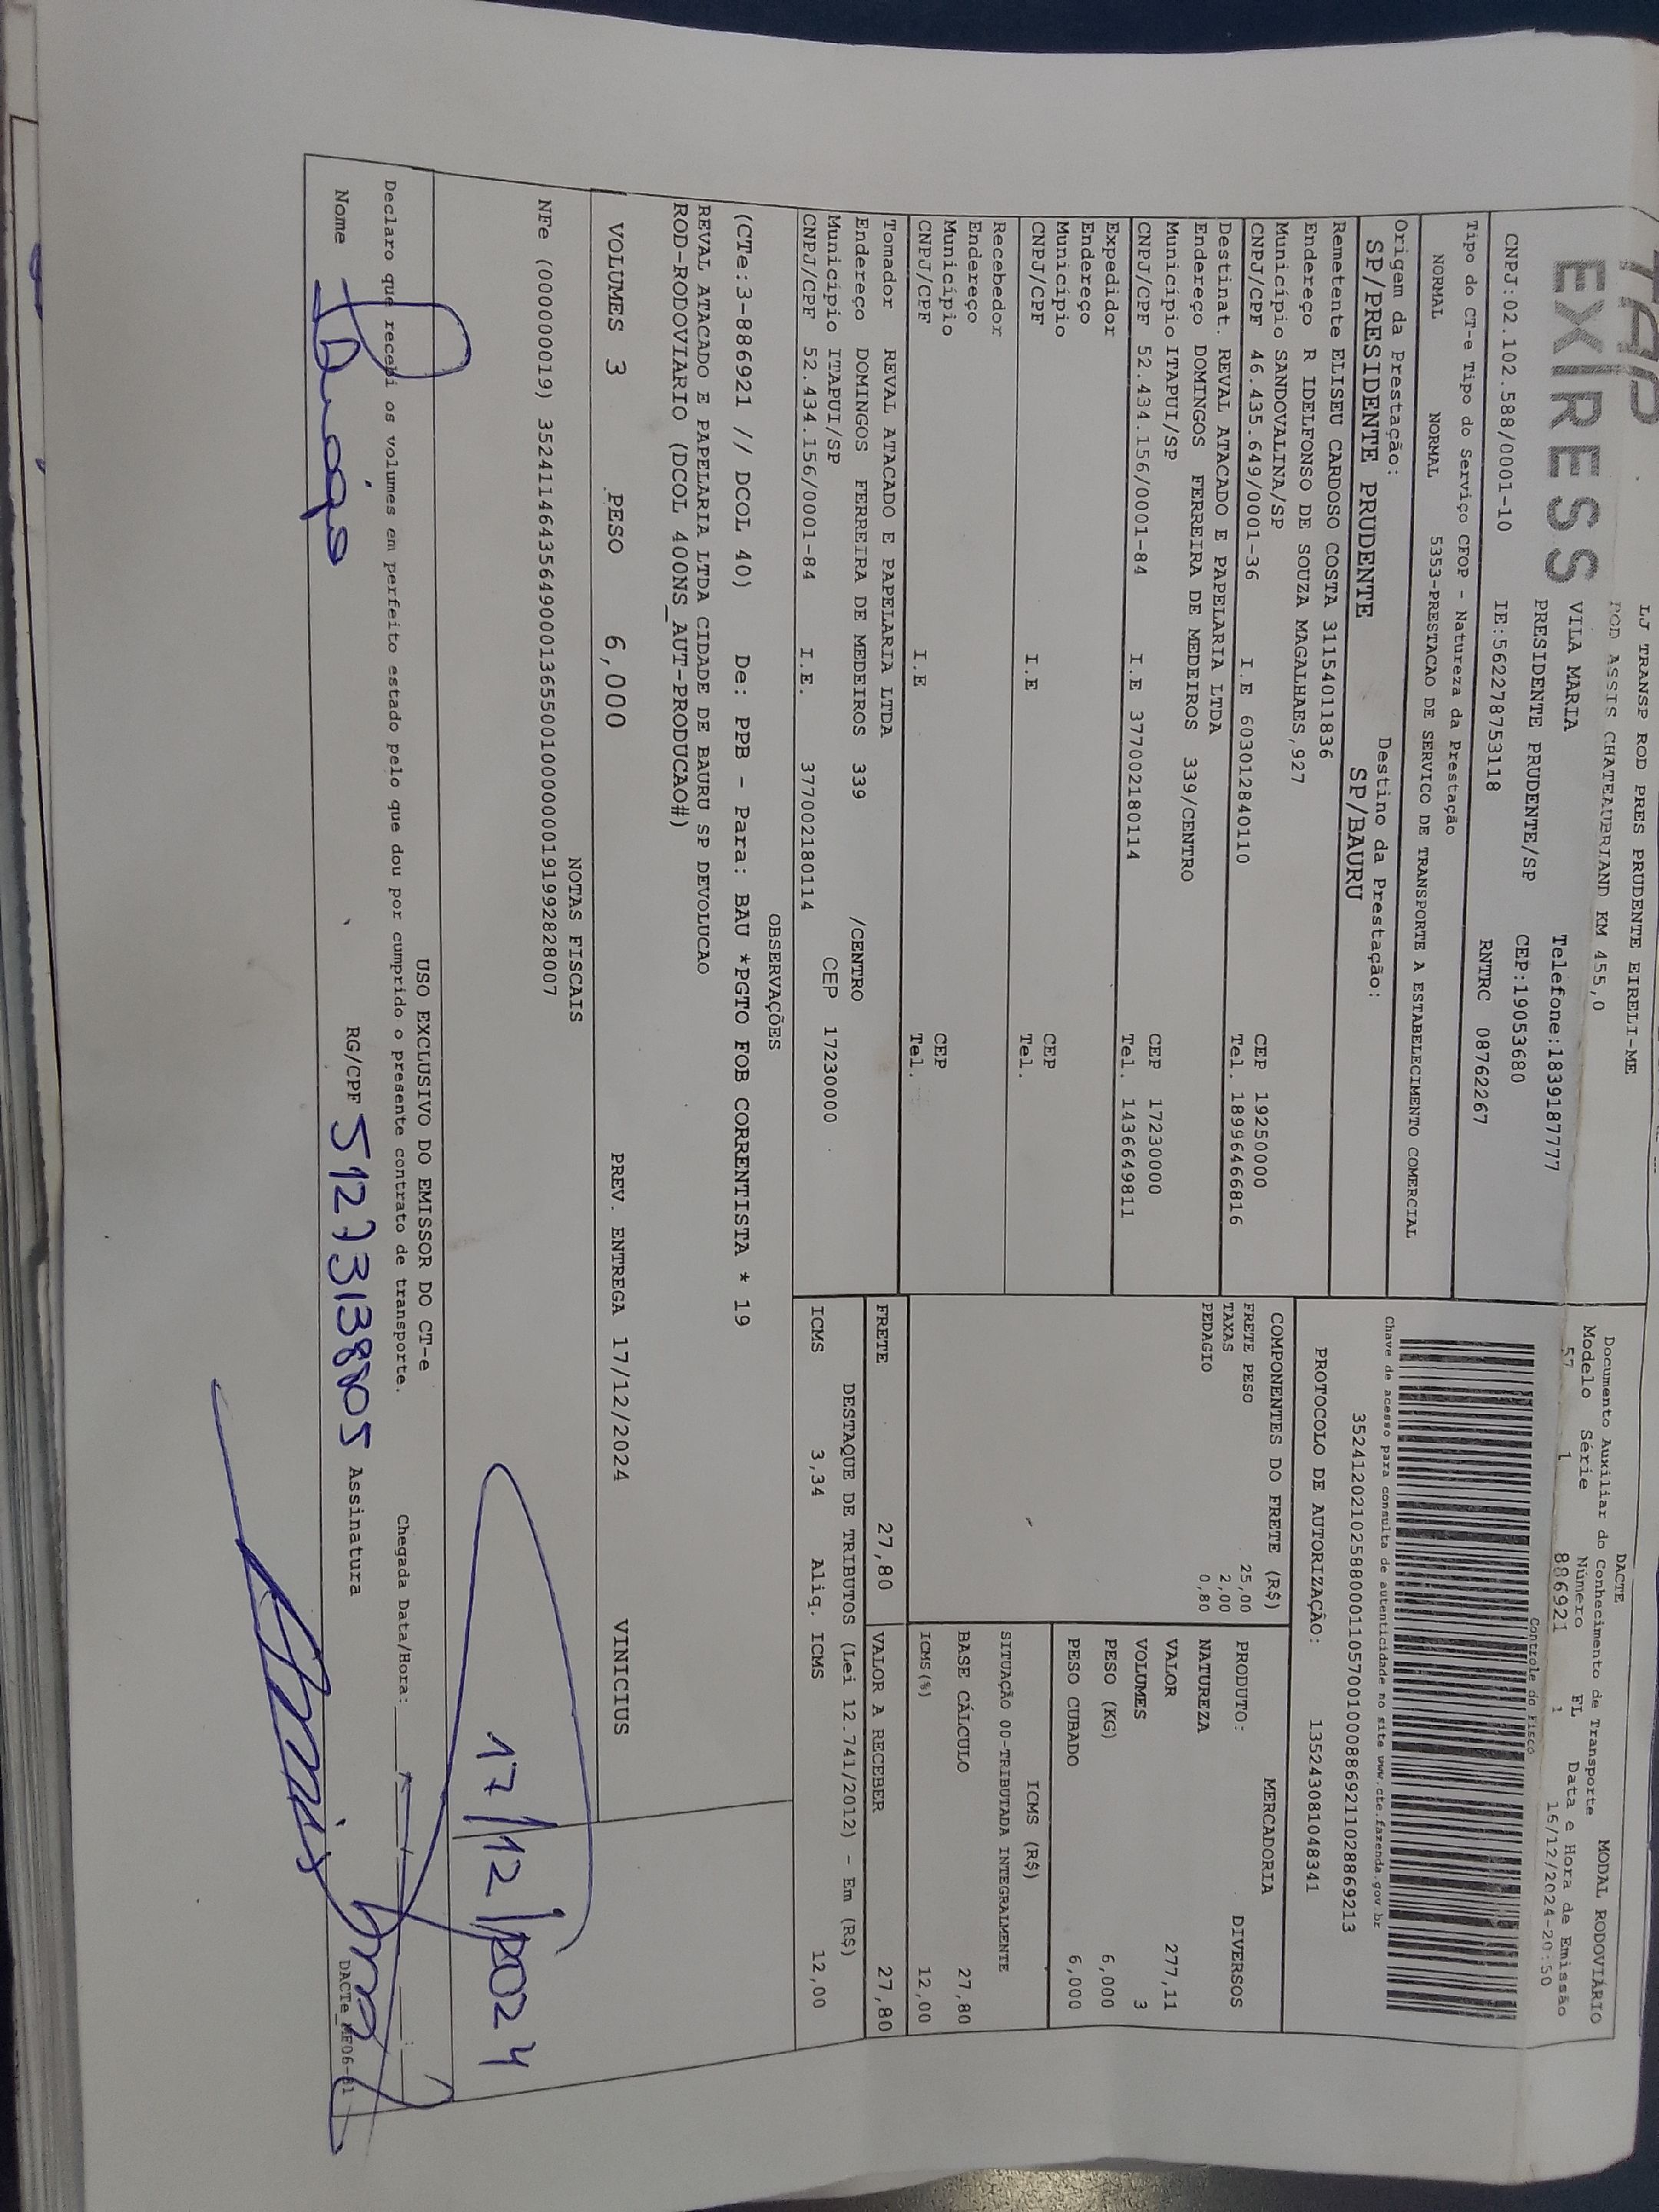 TAP
EXPRESS
LJ TRANSP ROD PRES PRUDENTE EIRELI-ME
ROD ASSIS CHATEAUBRIAND KM 455,0
VILA MARIA Telefone:1839187777
PRESIDENTE PRUDENTE/SP CEP:19053680
CNPJ:02.102.588/0001-10 IE:562278753118 RNTRC 08762267
Tipo do CT-e Tipo do Serviço CFOP - Natureza da Prestação
NORMAL NORMAL 5353-PRESTACAO DE SERVICO DE TRANSPORTE A ESTABELECIMENTO COMERCIAL
Origem da Prestação: Destino da Prestação:
SP/PRESIDENTE PRUDENTE SP/BAURU
Remetente ELISEU CARDOSO COSTA 31154011836
Endereço R IDELFONSO DE SOUZA MAGALHAES,927
Município SANDOVALINA/SP CEP 19250000
CNPJ/CPF 46.435.649/0001-36 I.E 603012840110 Tel. 18996466816
Destinat. REVAL ATACADO E PAPELARIA LTDA
Endereço DOMINGOS FERREIRA DE MEDEIROS 339/CENTRO
Município ITAPUI/SP CEP 17230000
CNPJ/CPF 52.434.156/0001-84 I.E 377002180114 Tel. 1436649811
Expedidor
Endereço
Município CEP
CNPJ/CPF I.E Tel.
Recebedor
Endereço
Município CEP
CNPJ/CPF I.E Tel.
Tomador REVAL ATACADO E PAPELARIA LTDA
Endereço DOMINGOS FERREIRA DE MEDEIROS 339 /CENTRO
Município ITAPUI/SP CEP 17230000
CNPJ/CPF 52.434.156/0001-84 I.E. 377002180114
DACTE MODAL RODOVIÁRIO
Documento Auxiliar do Conhecimento de Transporte
Modelo Série Número FL Data e Hora de Emissão
57 1 886921 1 16/12/2024-20:50
Controle do Fisco
Chave de acesso para consulta de autenticidade no site www.cte.fazenda.gov.br
35241202102588000110570010008869211028869213
PROTOCOLO DE AUTORIZAÇÃO: 135243081048341
COMPONENTES DO FRETE (R$)
FRETE PESO 25,00
TAXAS 2,00
PEDAGIO 0,80
MERCADORIA
PRODUTO: DIVERSOS
NATUREZA
VALOR 277,11
VOLUMES 3
PESO (KG) 6,000
PESO CUBADO 6,000
ICMS (R$)
SITUAÇÃO 00-TRIBUTADA INTEGRALMENTE
BASE CÁLCULO 27,80
ICMS(%) 12,00
FRETE 27,80 VALOR A RECEBER 27,80
DESTAQUE DE TRIBUTOS (Lei 12.741/2012) - Em (R$)
ICMS 3,34 Aliq. ICMS 12,00
OBSERVAÇÕES
(CTe:3-886921 // DCOL 40) De: PPB - Para: BAU *PGTO FOB CORRENTISTA * 19
REVAL ATACADO E PAPELARIA LTDA CIDADE DE BAURU SP DEVOLUCAO
ROD-RODOVIARIO (DCOL 400NS_AUT-PRODUCAO#)
VOLUMES 3 PESO 6,000 PREV. ENTREGA 17/12/2024 VINICIUS
NOTAS FISCAIS
NFe (000000019) 35241146435649000136550010000000191992828007
17/12/2024
USO EXCLUSIVO DO EMISSOR DO CT-e
Declaro que recebi os volumes em perfeito estado pelo que dou por cumprido o presente contrato de transporte. Chegada Data/Hora:
Nome RG/CPF 51273138805 Assinatura
DACTe_MF06-01